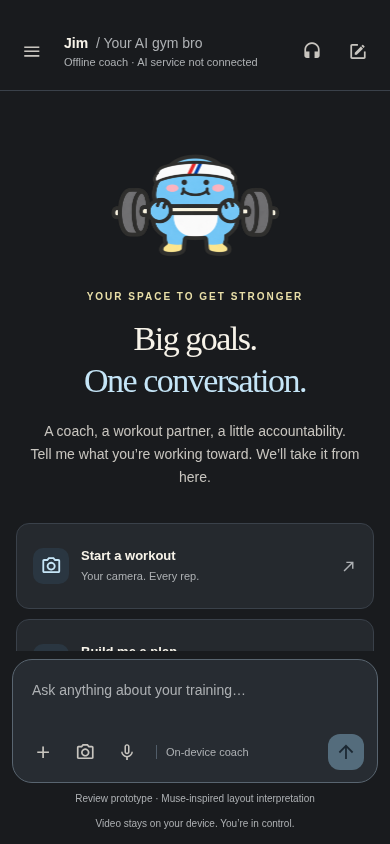 Jim / Your AI gym bro
Offline coach · AI service not connected
YOUR SPACE TO GET STRONGER
Big goals.
One conversation.
A coach, a workout partner, a little accountability.
Tell me what you’re working toward. We’ll take it from
here.
Start a workout
Your camera. Every rep.
Build me a plan
Ask anything about your training…
On-device coach
Review prototype · Muse-inspired layout interpretation
Video stays on your device. You’re in control.